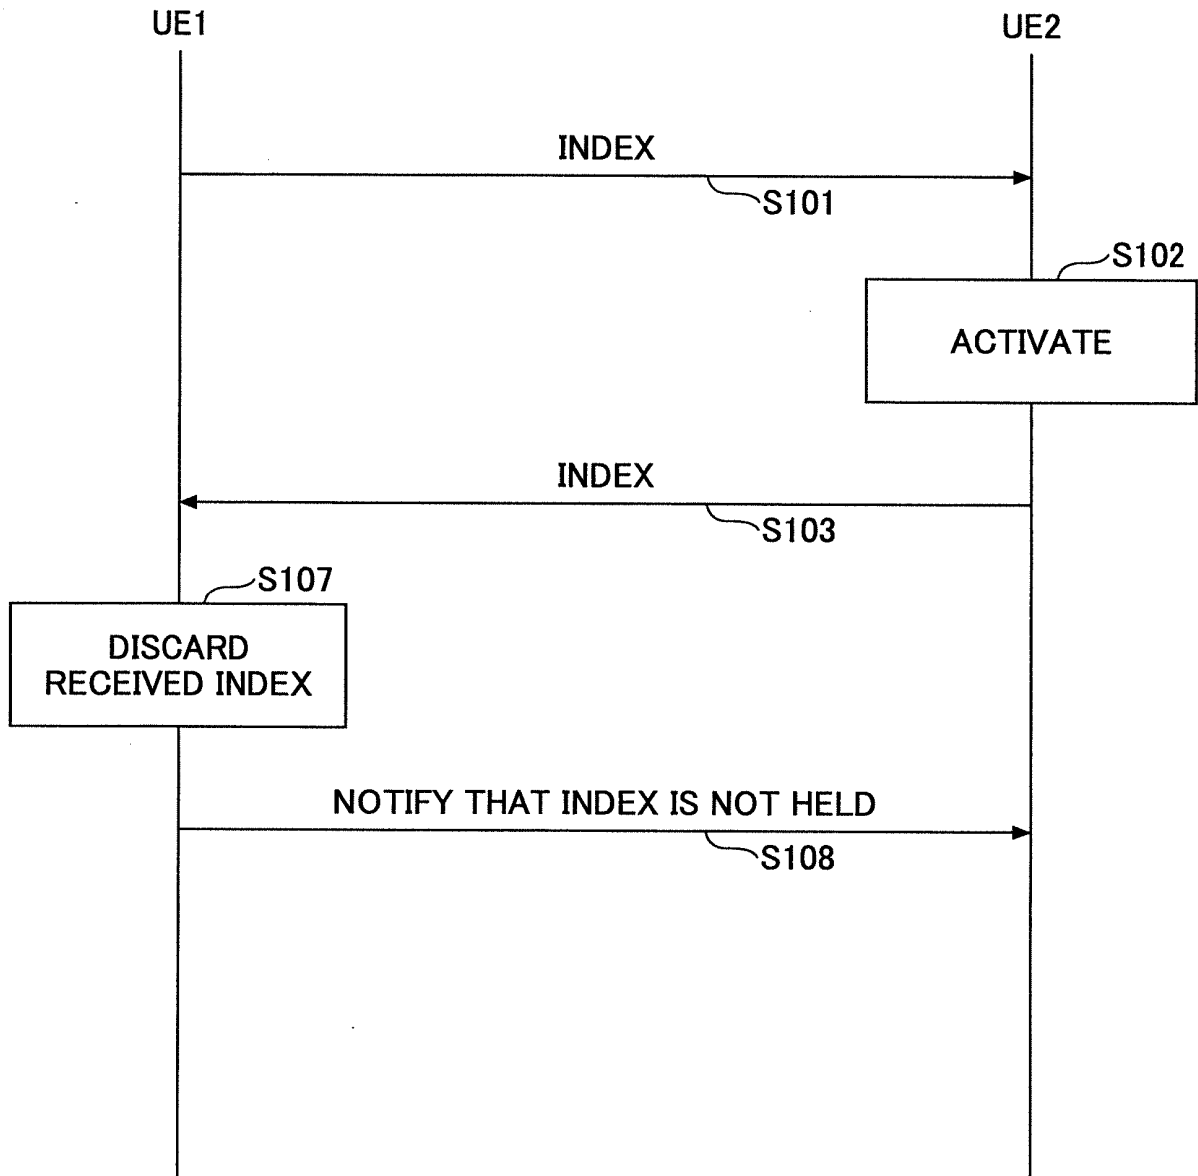 UE1
UE2
INDEX
S101
S102
ACTIVATE
INDEX
S103
S107
DISCARD
RECEIVED INDEX
NOTIFY THAT INDEX IS NOT HELD
S108